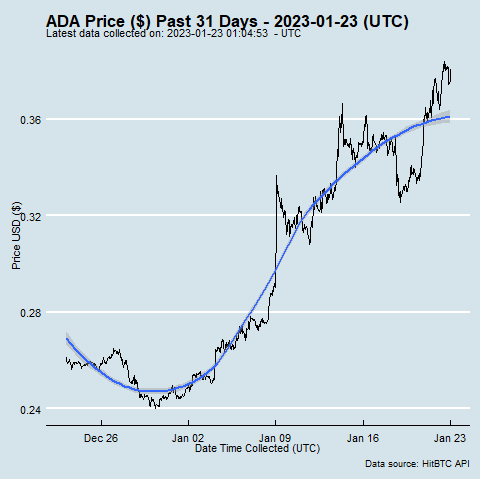 ADA Price ($) Past 31 Days - 2023-01-23 (UTC)
Latest data collected on: 2023-01-23 01:04:53 - UTC
Price USD ($)
0.36
0.32
0.28
0.24
Dec 26
Jan 02
Jan 09
Jan 16
Jan 23
Date Time Collected (UTC)
Data source: HitBTC API